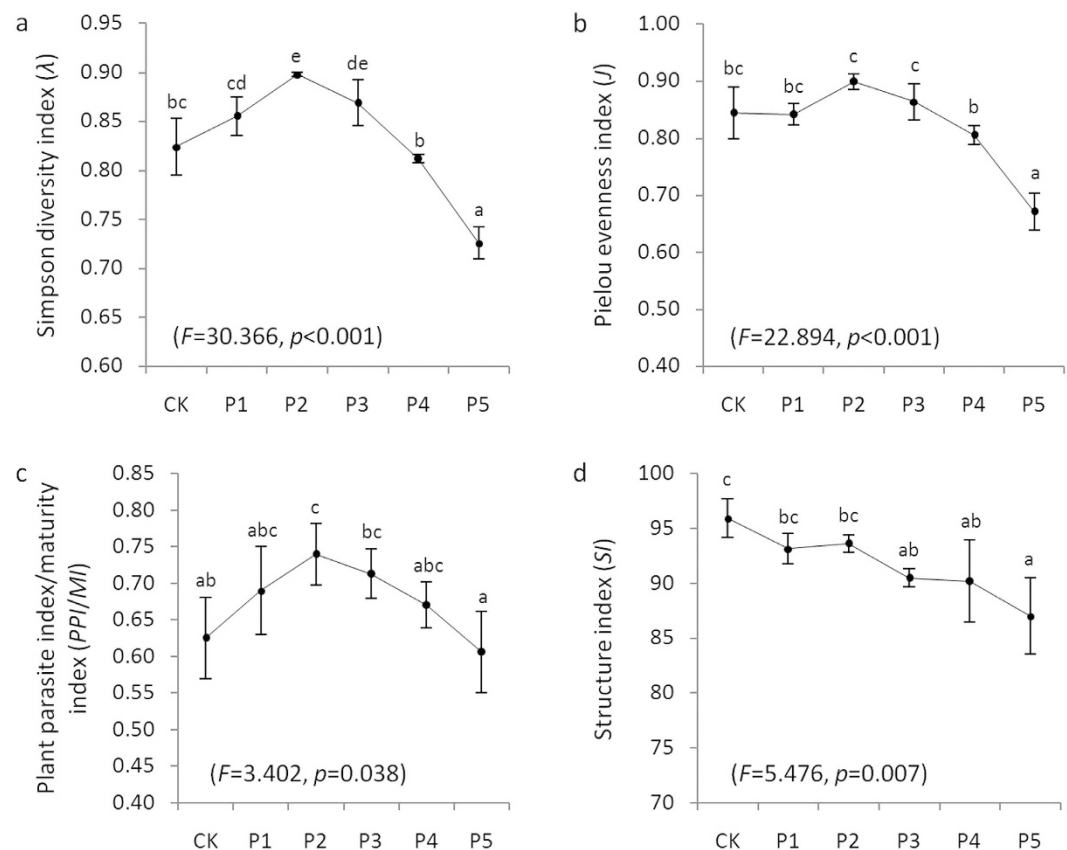 a
Simpson diversity index (λ)
0.95
0.90
0.85
0.80
0.75
0.70
0.65
0.60
bc
cd
e
de
b
a
(F=30.366, p<0.001)
CK P1 P2 P3 P4 P5
b
Pielou evenness index (J)
1.00
0.90
0.80
0.70
0.60
0.50
0.40
bc
bc
c
c
b
a
(F=22.894, p<0.001)
CK P1 P2 P3 P4 P5
c
Plant parasite index/maturity
index (PPI/MI)
0.85
0.80
0.75
0.70
0.65
0.60
0.55
0.50
0.45
0.40
ab
abc
c
bc
abc
a
(F=3.402, p=0.038)
CK P1 P2 P3 P4 P5
d
Structure index (SI)
100
95
90
85
80
75
70
c
bc
bc
ab
ab
a
(F=5.476, p=0.007)
CK P1 P2 P3 P4 P5